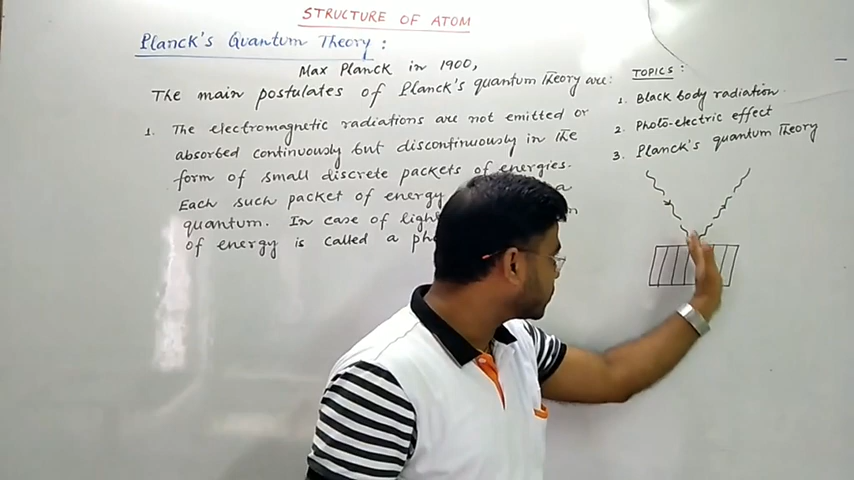 STRUCTURE OF ATOM
Planck's Quantum Theory :
Max Planck in 1900,
The main postulates of Planck's quantum Theory are:
1. The electromagnetic radiations are not emitted or
absorbed continuously but discontinuously in the
form of small discrete packets of energies.
Each such packet of energy a
quantum. In case of light
of energy is called a
TOPICS :
1. Black body radiation.
2. Photo-electric effect
3. Planck's quantum Theory